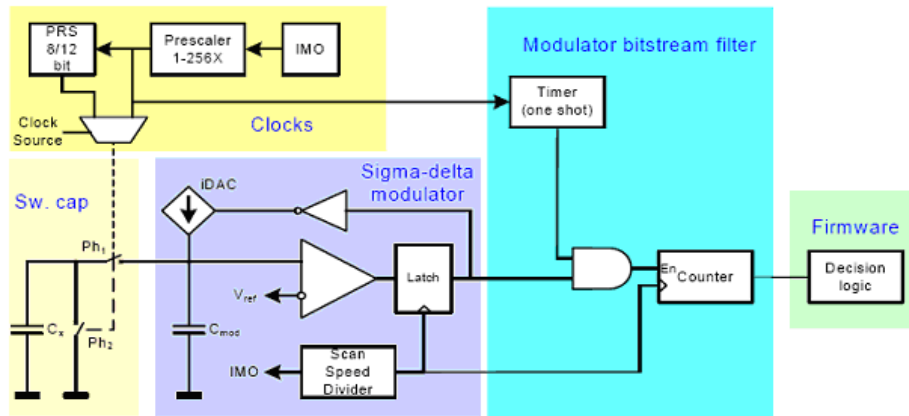 PRS
8/12
bit
Prescaler
1-256X
IMO
Modulator bitstream filter
Timer
(one shot)
Clock
Source
Clocks
Sigma-delta
modulator
Sw. cap
iDAC
Firmware
Ph1
Latch
En
Counter
Decision
logic
Vref
Cx
Ph2
Cmod
IMO
Scan
Speed
Divider